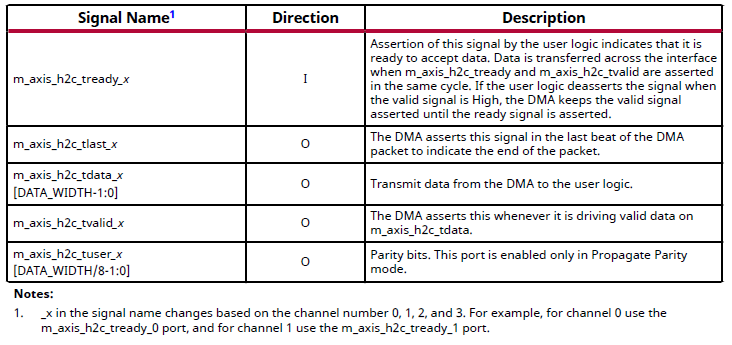 Signal Name1 Direction Description
Assertion of this signal by the user logic indicates that it is
ready to accept data. Data is transferred across the interface
when m_axis_h2c_tready and m_axis_h2c_tvalid are asserted
m_axis_h2c_tready_x I in the same cycle. If the user logic deasserts the signal when
the valid signal is High, the DMA keeps the valid signal
asserted until the ready signal is asserted.
m_axis_h2c_tlast_x O The DMA asserts this signal in the last beat of the DMA
packet to indicate the end of the packet.
m_axis_h2c_tdata_x
[DATA_WIDTH-1:0] O Transmit data from the DMA to the user logic.
m_axis_h2c_tvalid_x O The DMA asserts this whenever it is driving valid data on
m_axis_h2c_tdata.
m_axis_h2c_tuser_x O Parity bits. This port is enabled only in Propagate Parity
[DATA_WIDTH/8-1:0] mode.
Notes:
1. _x in the signal name changes based on the channel number 0, 1, 2, and 3. For example, for channel 0 use the
m_axis_h2c_tready_0 port, and for channel 1 use the m_axis_h2c_tready_1 port.